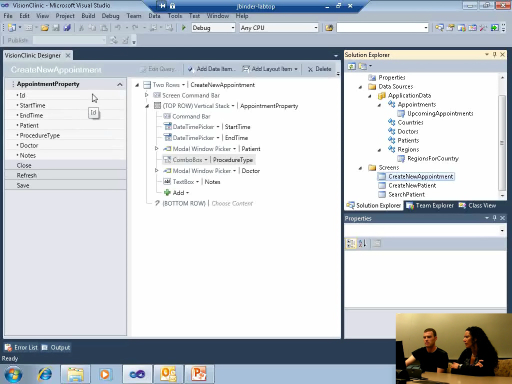 VisionClinic - Microsoft Visual Studio
jbinder-labtop
File Edit View Project Build Debug Team Data Tools Test Window Help
Debug Any CPU
Publish:
VisionClinic Designer
CreateNewAppointment
Edit Query Add Data Item... Add Layout Item Delete
AppointmentProperty
Id
StartTime
EndTime
Patient
ProcedureType
Doctor
Notes
Close
Refresh
Save
Id
Two Rows CreateNewAppointment
Screen Command Bar
(TOP ROW) Vertical Stack AppointmentProperty
Command Bar
DateTimePicker StartTime
DateTimePicker EndTime
Modal Window Picker Patient
ComboBox ProcedureType
Modal Window Picker Doctor
TextBox Notes
Add
(BOTTOM ROW) Choose Content
Solution Explorer
Properties
Data Sources
ApplicationData
Appointments
UpcomingAppointments
Countries
Doctors
Patients
Regions
RegionsForCountry
Screens
CreateNewAppointment
CreateNewPatient
SearchPatient
Solution Explorer Team Explorer Class View
Properties
Error List Output
Ready